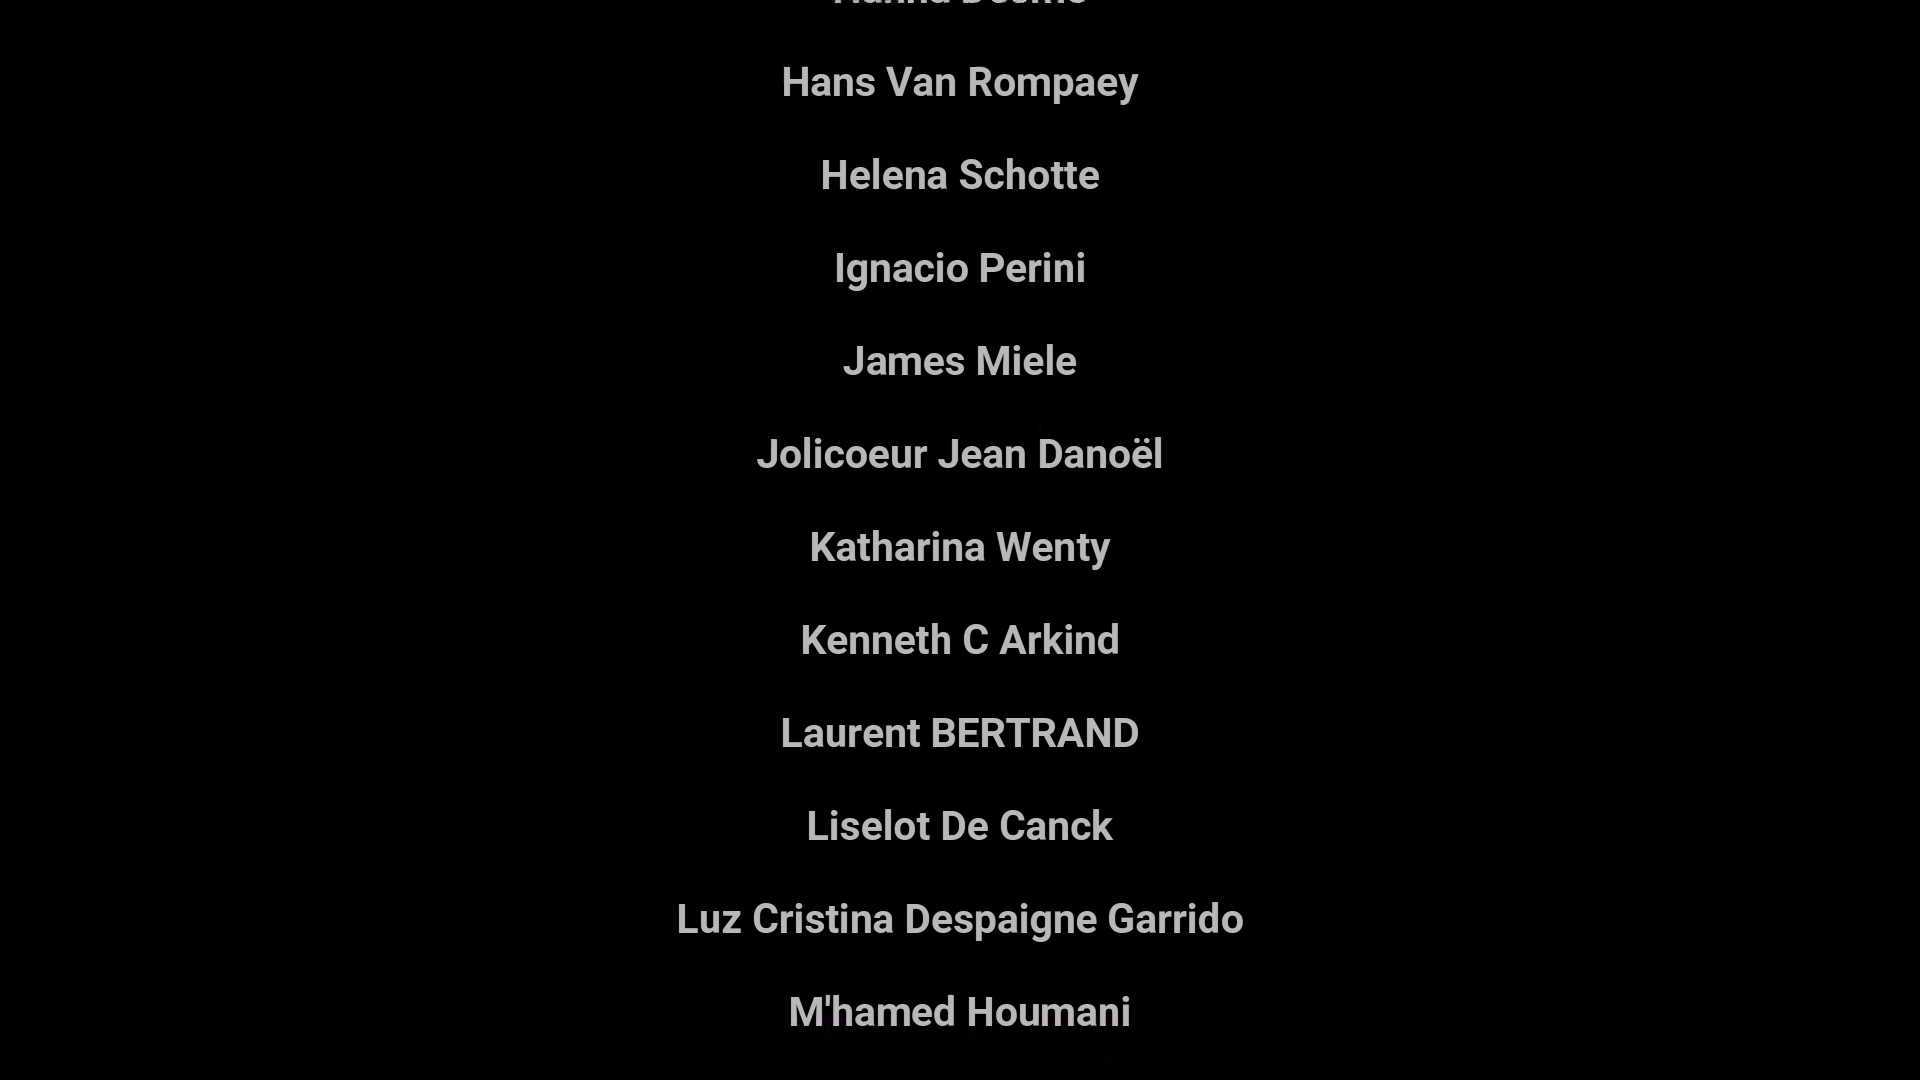 Hans Van Rompaey
Helena Schotte
Ignacio Perini
James Miele
Jolicoeur Jean Danoël
Katharina Wenty
Kenneth C Arkind
Laurent BERTRAND
Liselot De Canck
Luz Cristina Despaigne Garrido
M'hamed Houmani